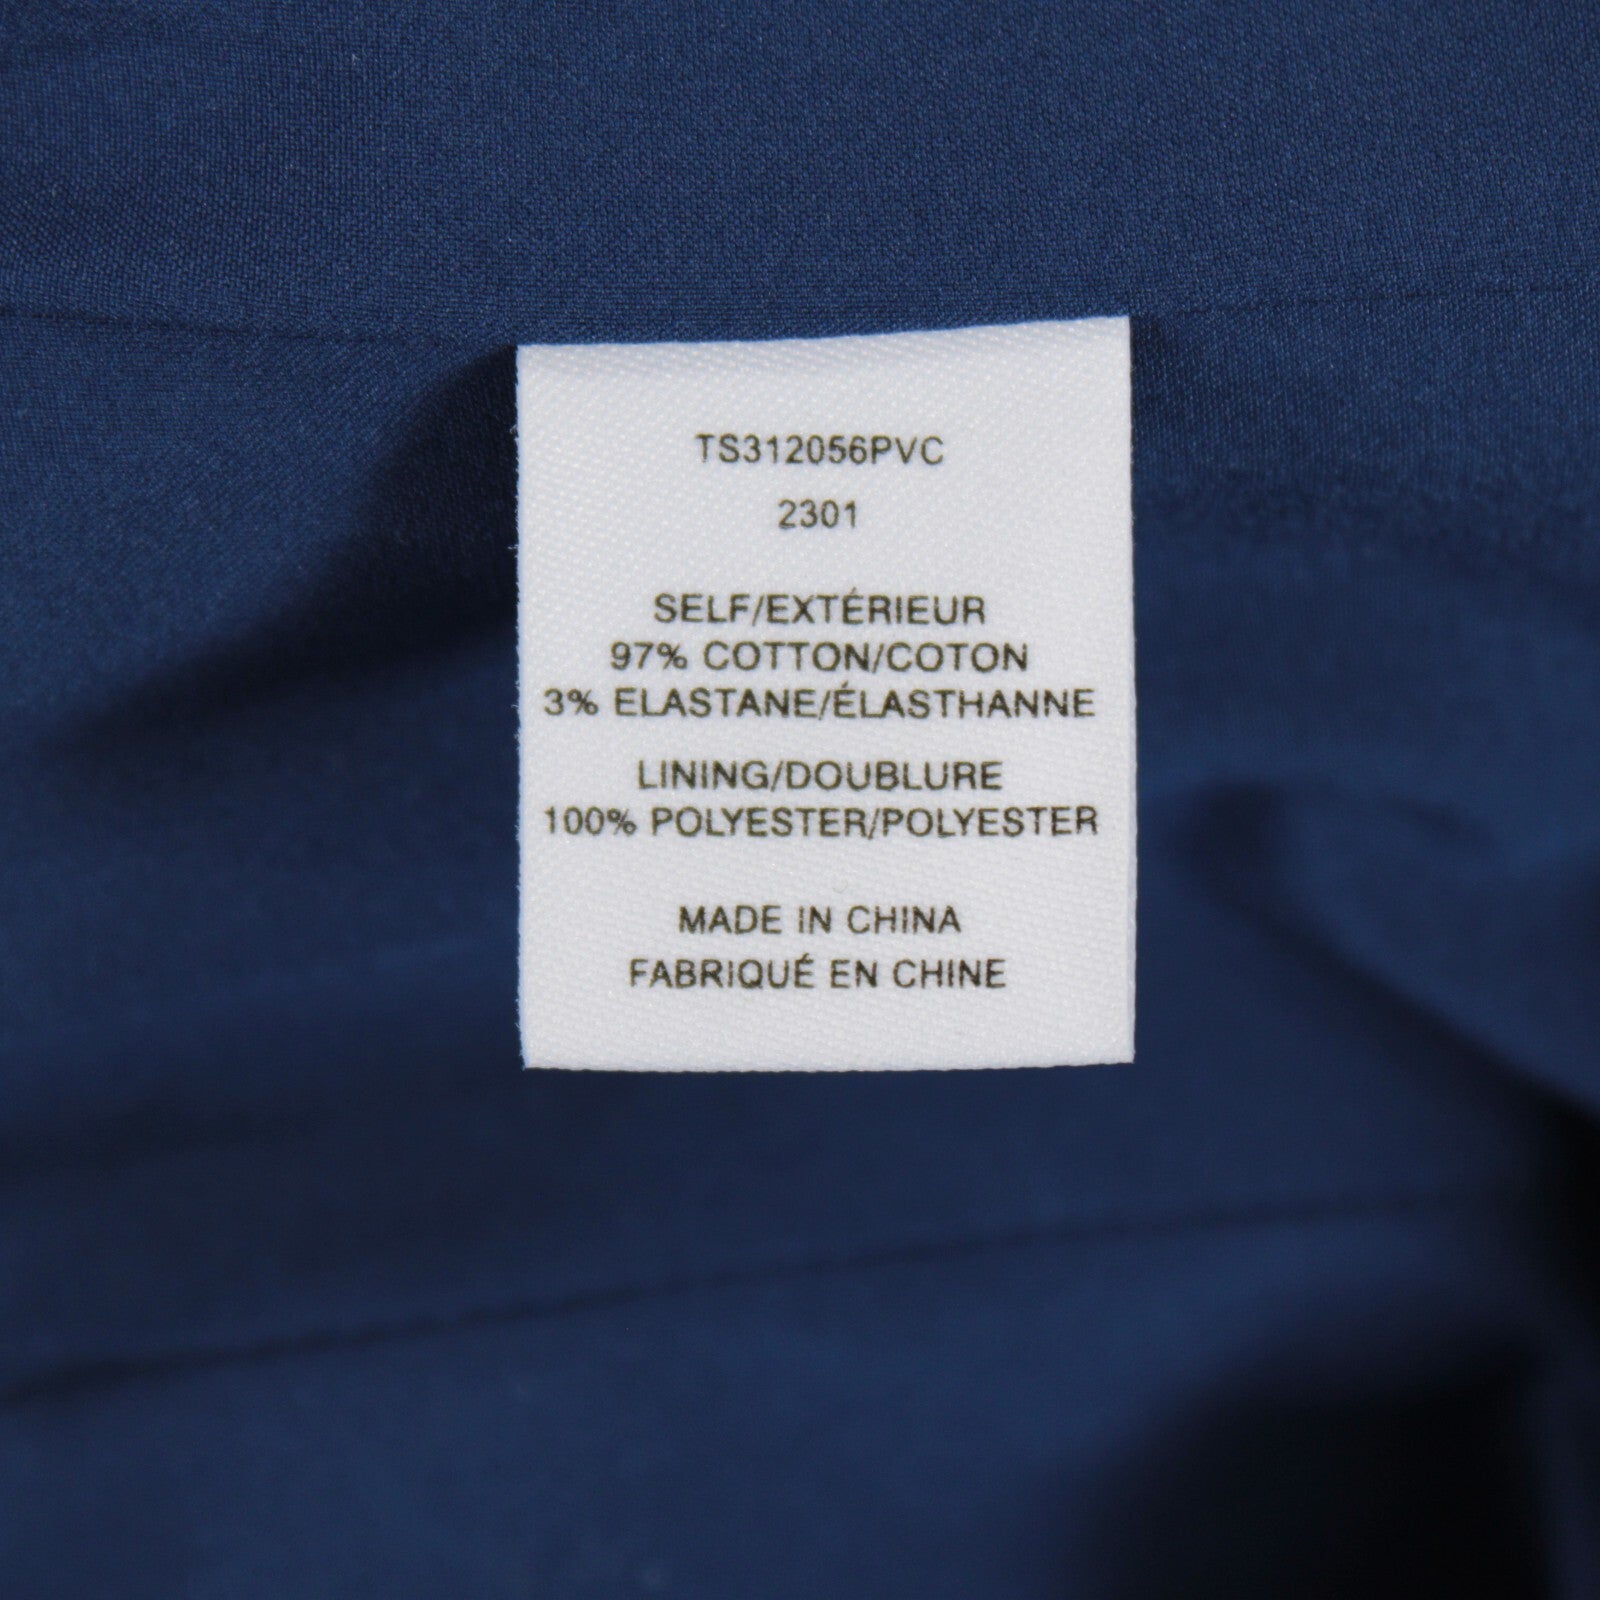 TS312056PVC
2301
SELF/EXTÉRIEUR
97% COTTON/COTON
3% ELASTANE/ÉLASTHANNE
LINING/DOUBLURE
100% POLYESTER/POLYESTER
MADE IN CHINA
FABRIQUÉ EN CHINE